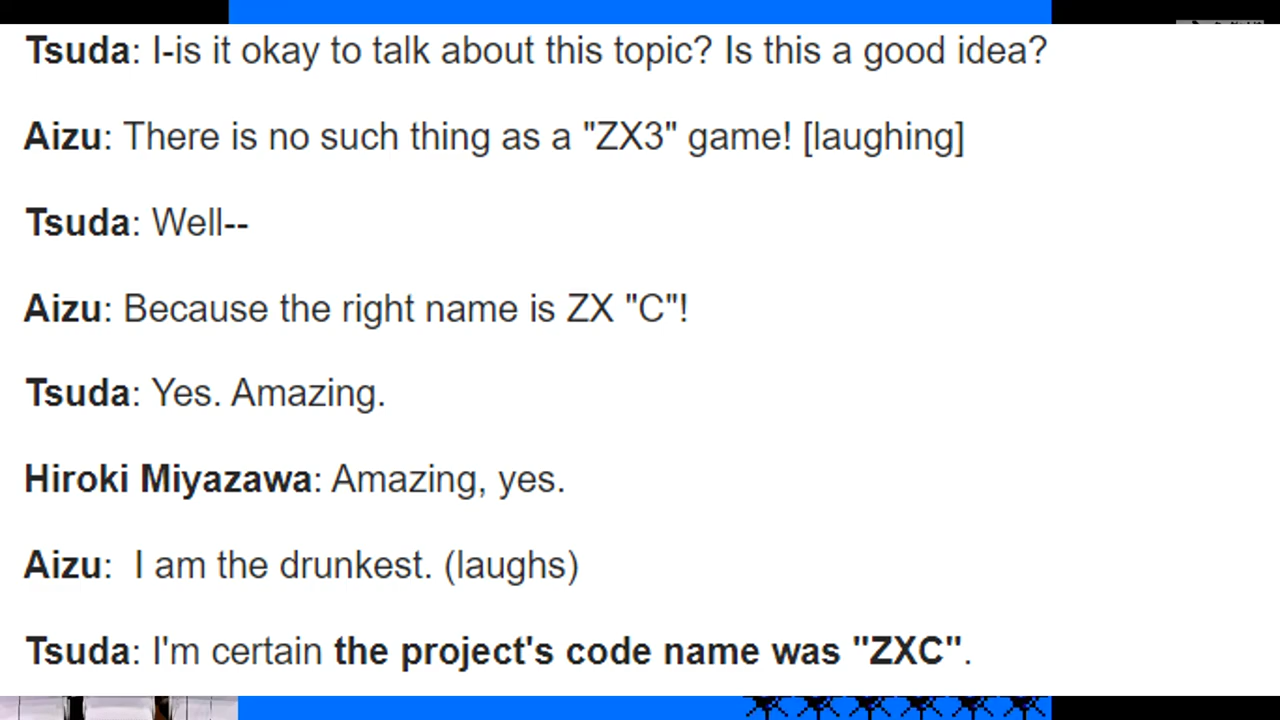 Tsuda: I-is it okay to talk about this topic? Is this a good idea?
Aizu: There is no such thing as a "ZX3" game! [laughing]
Tsuda: Well--
Aizu: Because the right name is ZX "C"!
Tsuda: Yes. Amazing.
Hiroki Miyazawa: Amazing, yes.
Aizu:  I am the drunkest. (laughs)
Tsuda: I'm certain the project's code name was "ZXC".